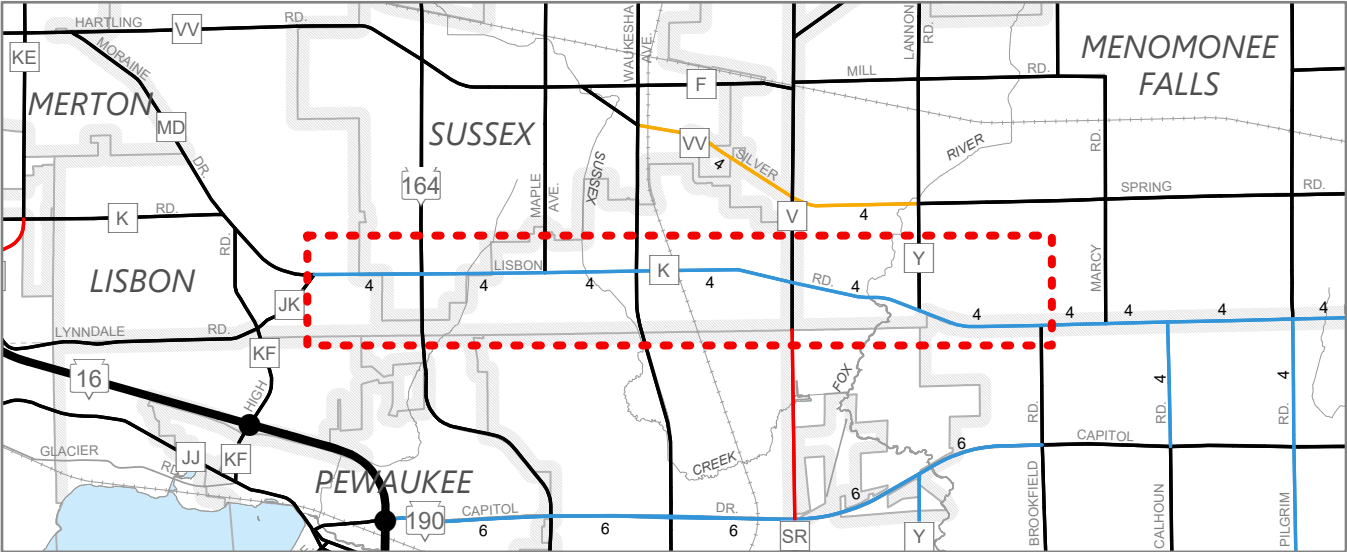 HARTLING
VV
RD.
KE
MORAINE
MERTON
MD
DR.
K
RD.
RD.
LISBON
JK
LYNNDALE
RD.
KF
16
HIGH
GLACIER
RD.
JJ
KF
PEWAUKEE
190
CAPITOL
6
6
DR.
6
SR
SUSSEX
164
MAPLE
AVE.
SUSSEX
WAUKESHA
AVE.
F
VV
4
SILVER
V
4
LANNON
RD.
MILL
RD.
MENOMONEE
FALLS
RIVER
RD.
SPRING
RD.
4
4
LISBON
4
K
4
RD.
4
Y
4
MARCY
4
4
4
4
FOX
CREEK
6
6
Y
CAPITOL
BROOKFIELD
RD.
CALHOUN
RD.
4
PILGRIM
RD.
4